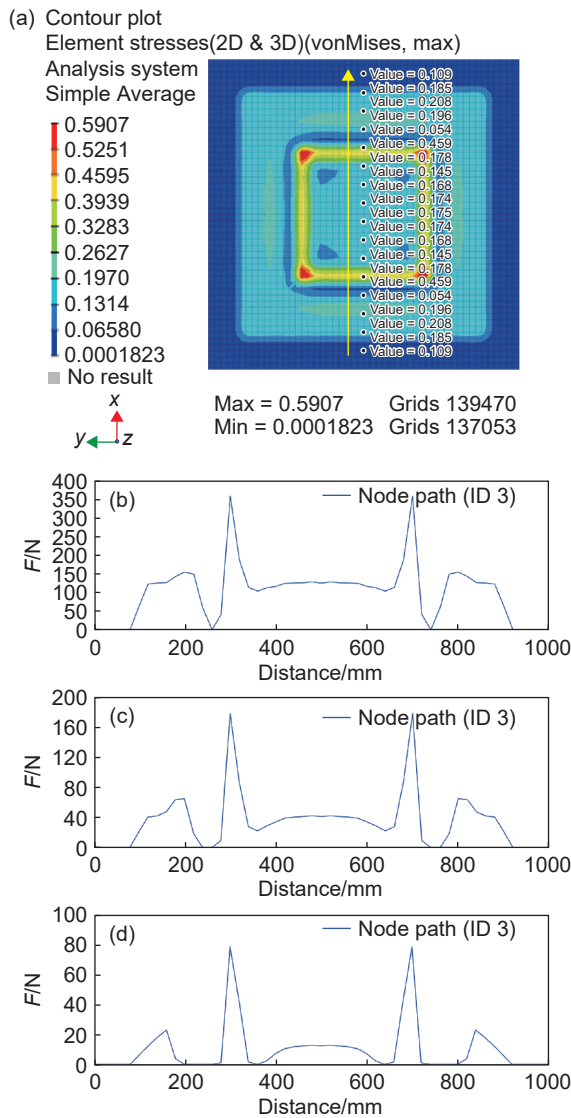 (a) Contour plot
Element stresses(2D & 3D)(vonMises, max)
Analysis system
Simple Average
0.5907
0.5251
0.4595
0.3939
0.3283
0.2627
0.1970
0.1314
0.06580
0.0001823
No result
Value = 0.109
Value = 0.185
Value = 0.208
Value = 0.196
Value = 0.054
Value = 0.459
Value = 0.178
Value = 0.145
Value = 0.168
Value = 0.174
Value = 0.175
Value = 0.174
Value = 0.168
Value = 0.145
Value = 0.178
Value = 0.459
Value = 0.054
Value = 0.196
Value = 0.208
Value = 0.185
Value = 0.109
x
y z
Max = 0.5907 Grids 139470
Min = 0.0001823 Grids 137053
(b) Node path (ID 3)
F/N
400
350
300
250
200
150
100
50
0
0 200 400 600 800 1000
Distance/mm
(c) Node path (ID 3)
F/N
200
160
120
80
40
0
0 200 400 600 800 1000
Distance/mm
(d) Node path (ID 3)
F/N
100
80
60
40
20
0
0 200 400 600 800 1000
Distance/mm